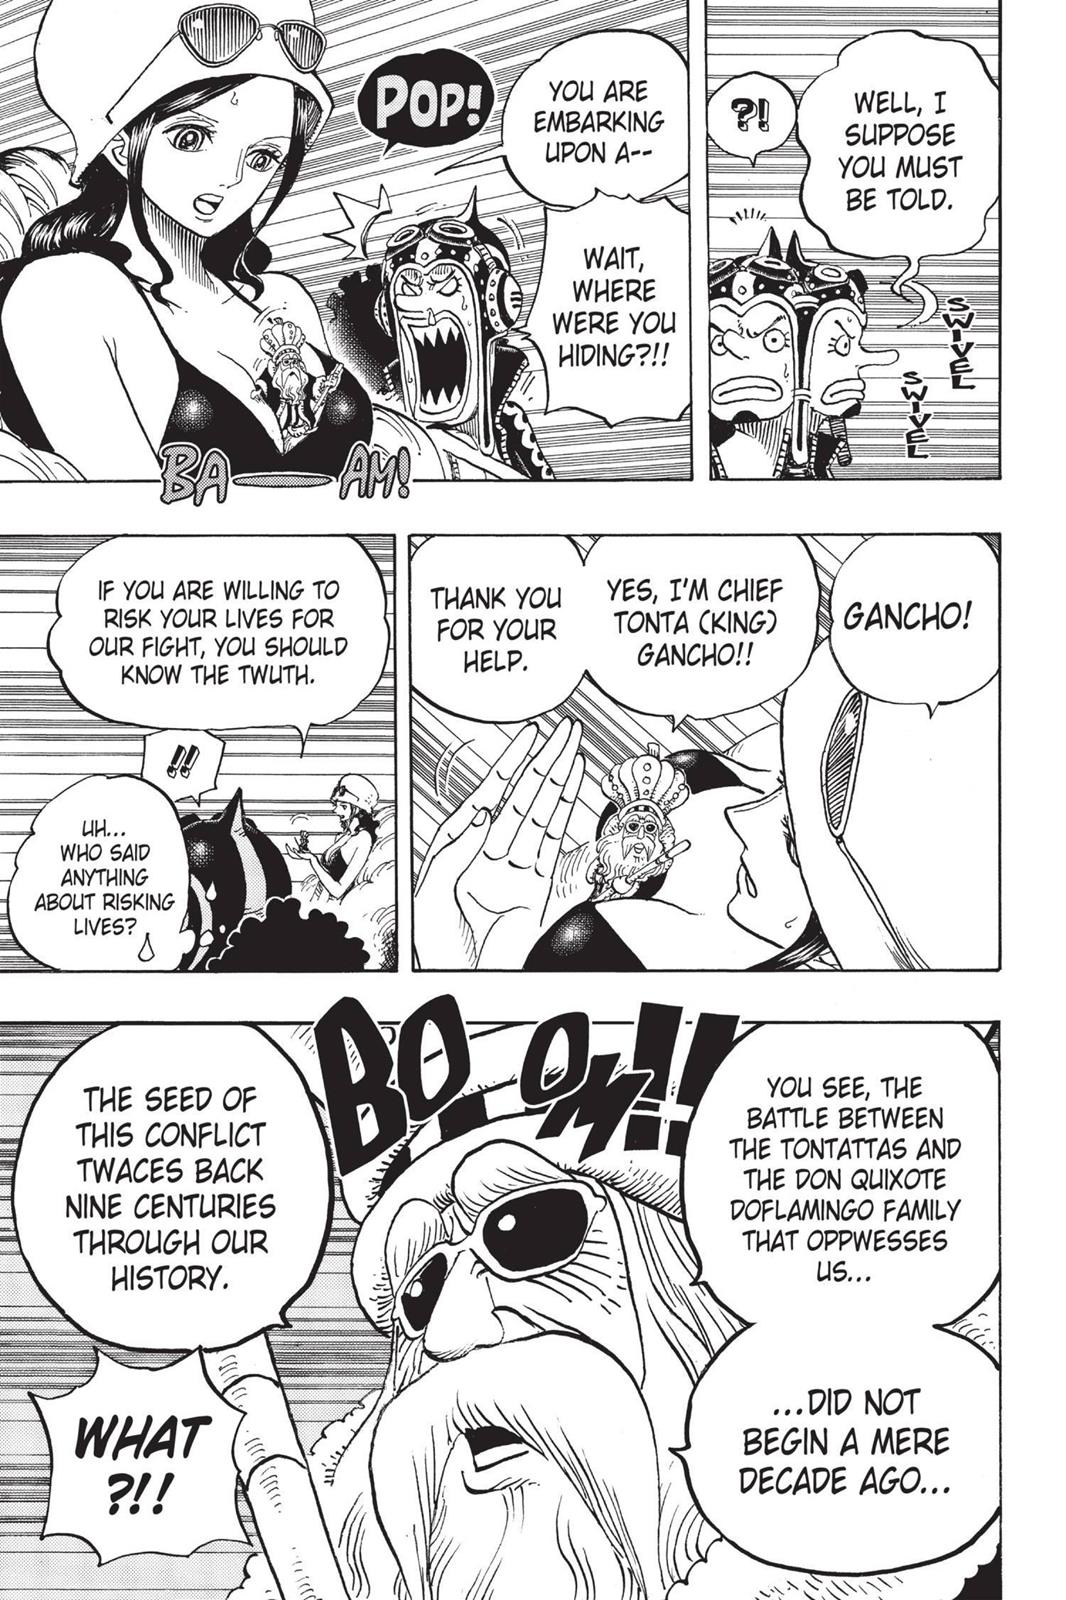 WELL, I
SUPPOSE
YOU MUST
BE TOLD.
?!
SWIVEL
SWIVEL
YOU ARE
EMBARKING
UPON A--
POP!
WAIT,
WHERE
WERE YOU
HIDING?!!
BA AM!
GANCHO!
YES, I'M CHIEF
TONTA (KING)
GANCHO!!
THANK YOU
FOR YOUR
HELP.
IF YOU ARE WILLING TO
RISK YOUR LIVES FOR
OUR FIGHT, YOU SHOULD
KNOW THE TWUTH.
!!
UH...
WHO SAID
ANYTHING
ABOUT RISKING
LIVES?
BOOM!!
YOU SEE, THE
BATTLE BETWEEN
THE TONTATTAS AND
THE DON QUIXOTE
DOFLAMINGO FAMILY
THAT OPPWESSES
US...
...DID NOT
BEGIN A MERE
DECADE AGO...
THE SEED OF
THIS CONFLICT
TWACES BACK
NINE CENTURIES
THROUGH OUR
HISTORY.
WHAT
?!!